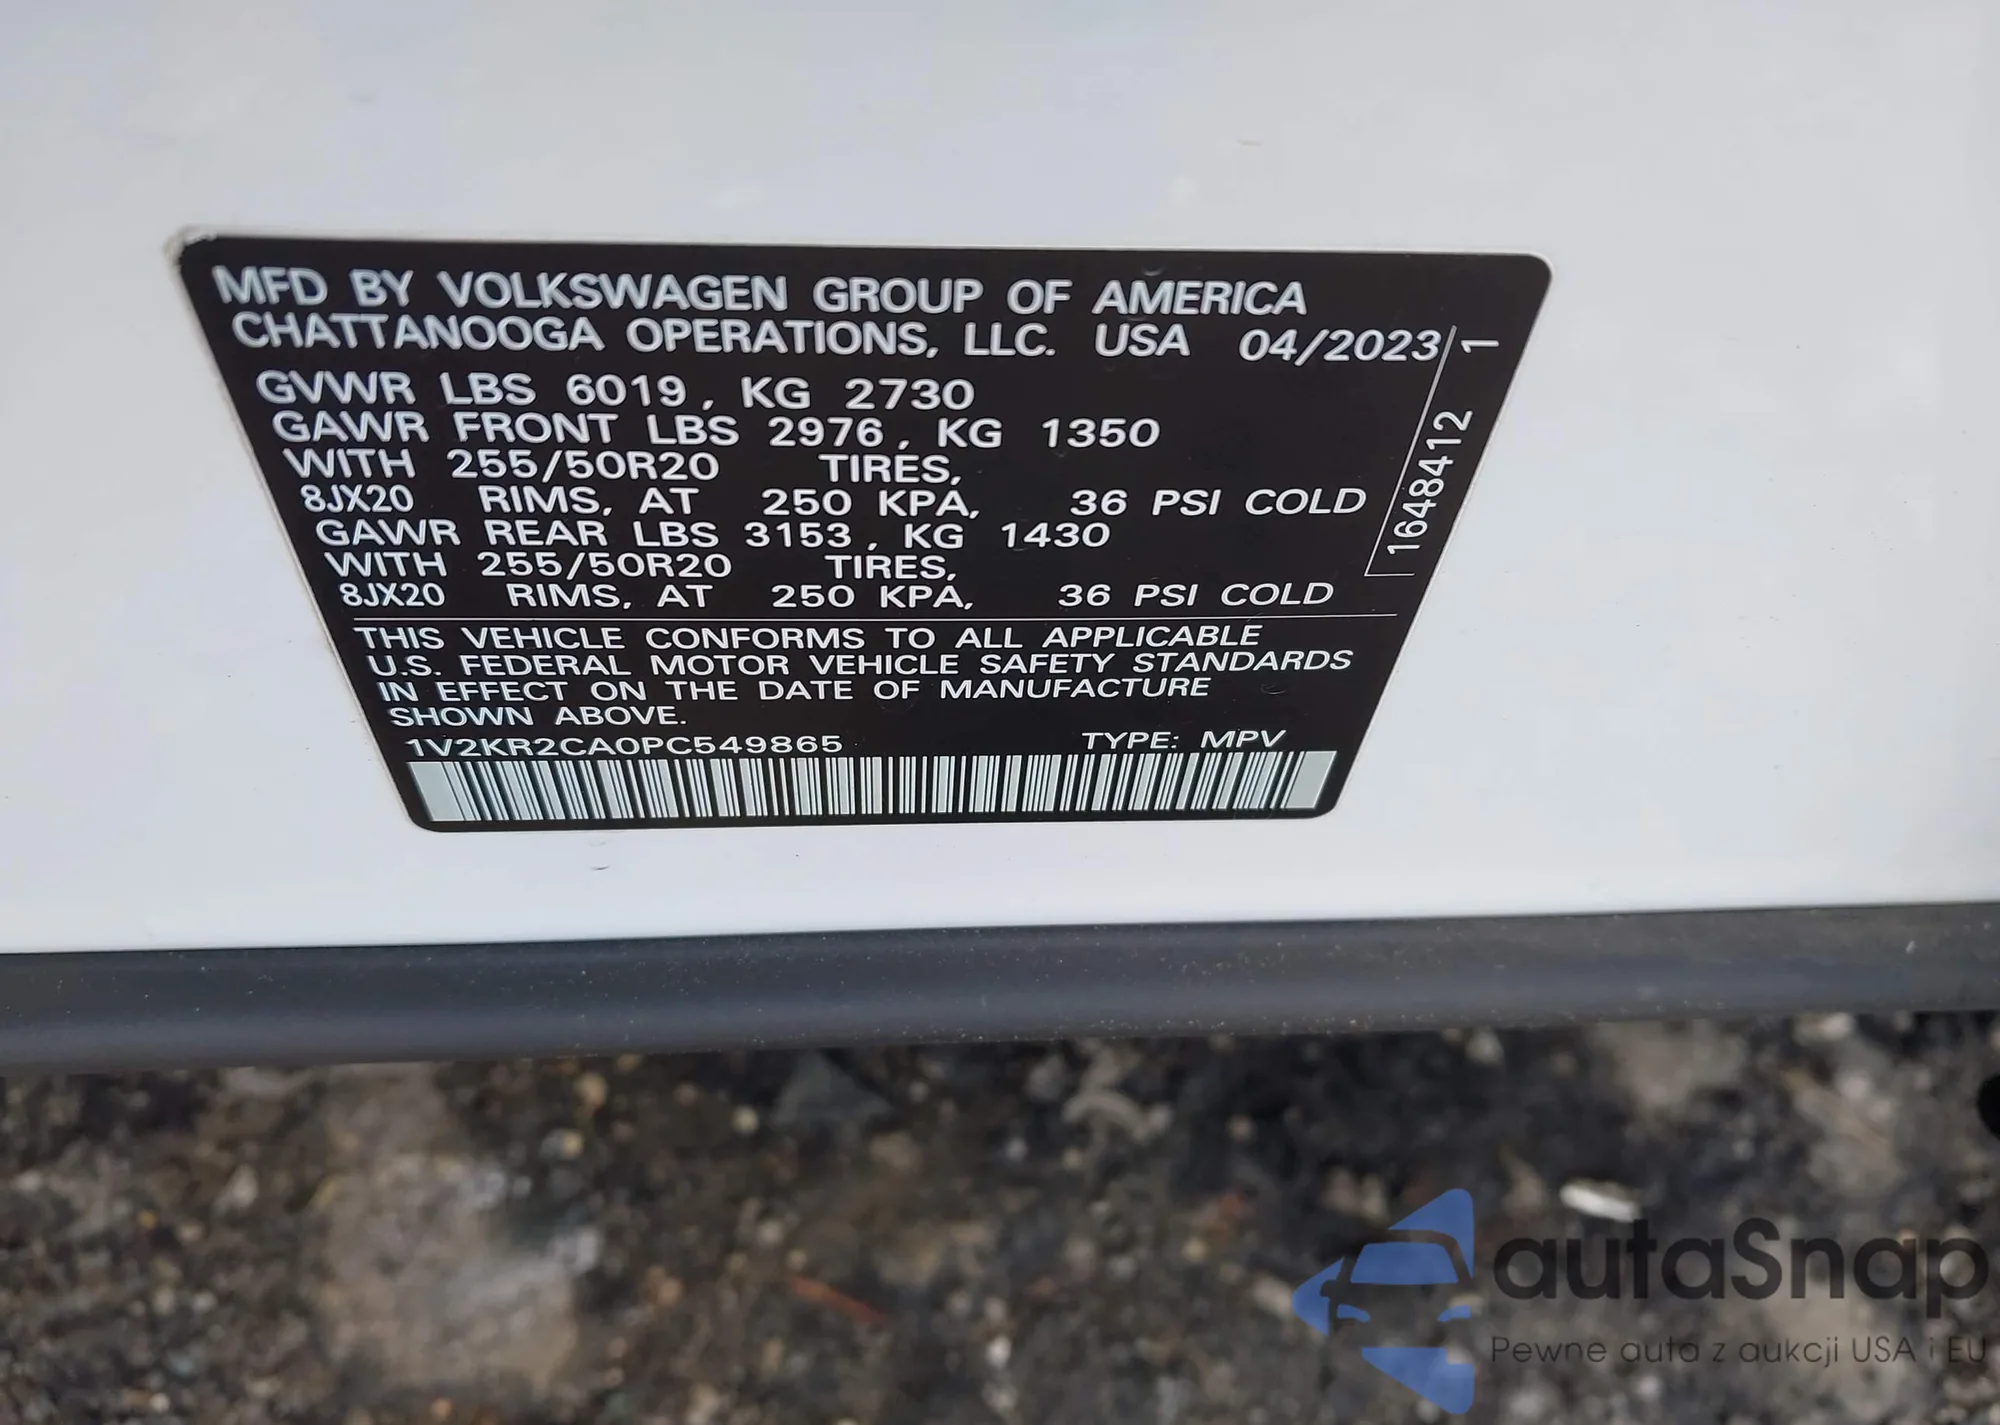 MFD BY VOLKSWAGEN GROUP OF AMERICA
CHATTANOOGA OPERATIONS, LLC. USA 04/2023
GVWR LBS 6019, KG 2730
GAWR FRONT LBS 2976, KG 1350
WITH 255/50R20 TIRES,
8JX20 RIMS, AT 250 KPA, 36 PSI COLD
GAWR REAR LBS 3153, KG 1430
WITH 255/50R20 TIRES,
8JX20 RIMS, AT 250 KPA, 36 PSI COLD
THIS VEHICLE CONFORMS TO ALL APPLICABLE
U.S. FEDERAL MOTOR VEHICLE SAFETY STANDARDS
IN EFFECT ON THE DATE OF MANUFACTURE
SHOWN ABOVE.
1V2KR2CA0PC549865 TYPE: MPV
1648412 1
autaSnap
Pewne auta z aukcji USA i EU